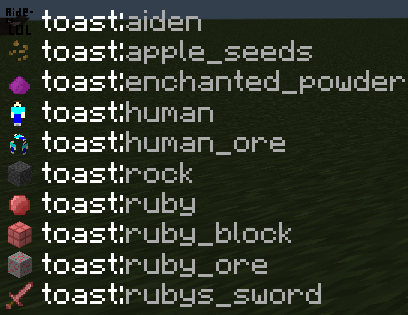 toast:aiden
toast:apple_seeds
toast:enchanted_powder
toast:human
toast:human_ore
toast:rock
toast:ruby
toast:ruby_block
toast:ruby_ore
toast:rubys_sword